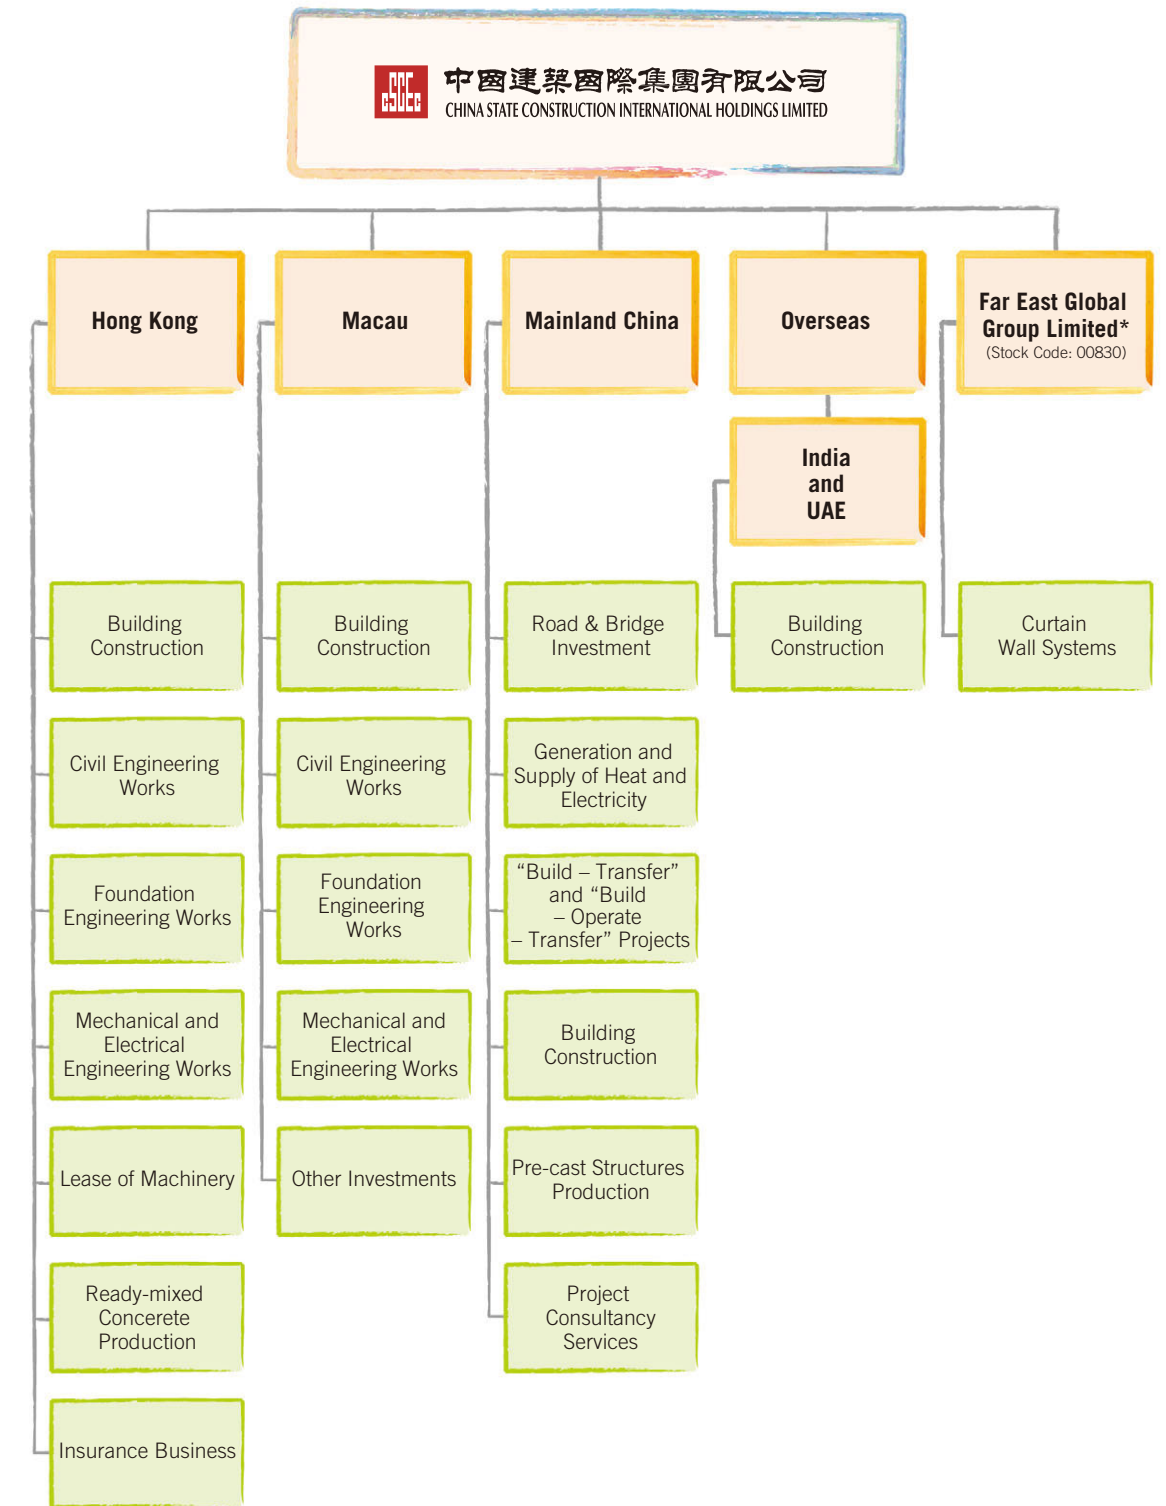 CSCEC
中國建築國際集團有限公司
CHINA STATE CONSTRUCTION INTERNATIONAL HOLDINGS LIMITED
Hong Kong
Building
Construction
Civil Engineering
Works
Foundation
Engineering Works
Mechanical and
Electrical
Engineering Works
Lease of Machinery
Ready-mixed
Concerete
Production
Insurance Business
Macau
Building
Construction
Civil Engineering
Works
Foundation
Engineering
Works
Mechanical and
Electrical
Engineering Works
Other Investments
Mainland China
Road & Bridge
Investment
Generation and
Supply of Heat and
Electricity
“Build – Transfer”
and “Build
– Operate
– Transfer” Projects
Building
Construction
Pre-cast Structures
Production
Project
Consultancy
Services
Overseas
India
and
UAE
Building
Construction
Far East Global
Group Limited*
(Stock Code: 00830)
Curtain
Wall Systems